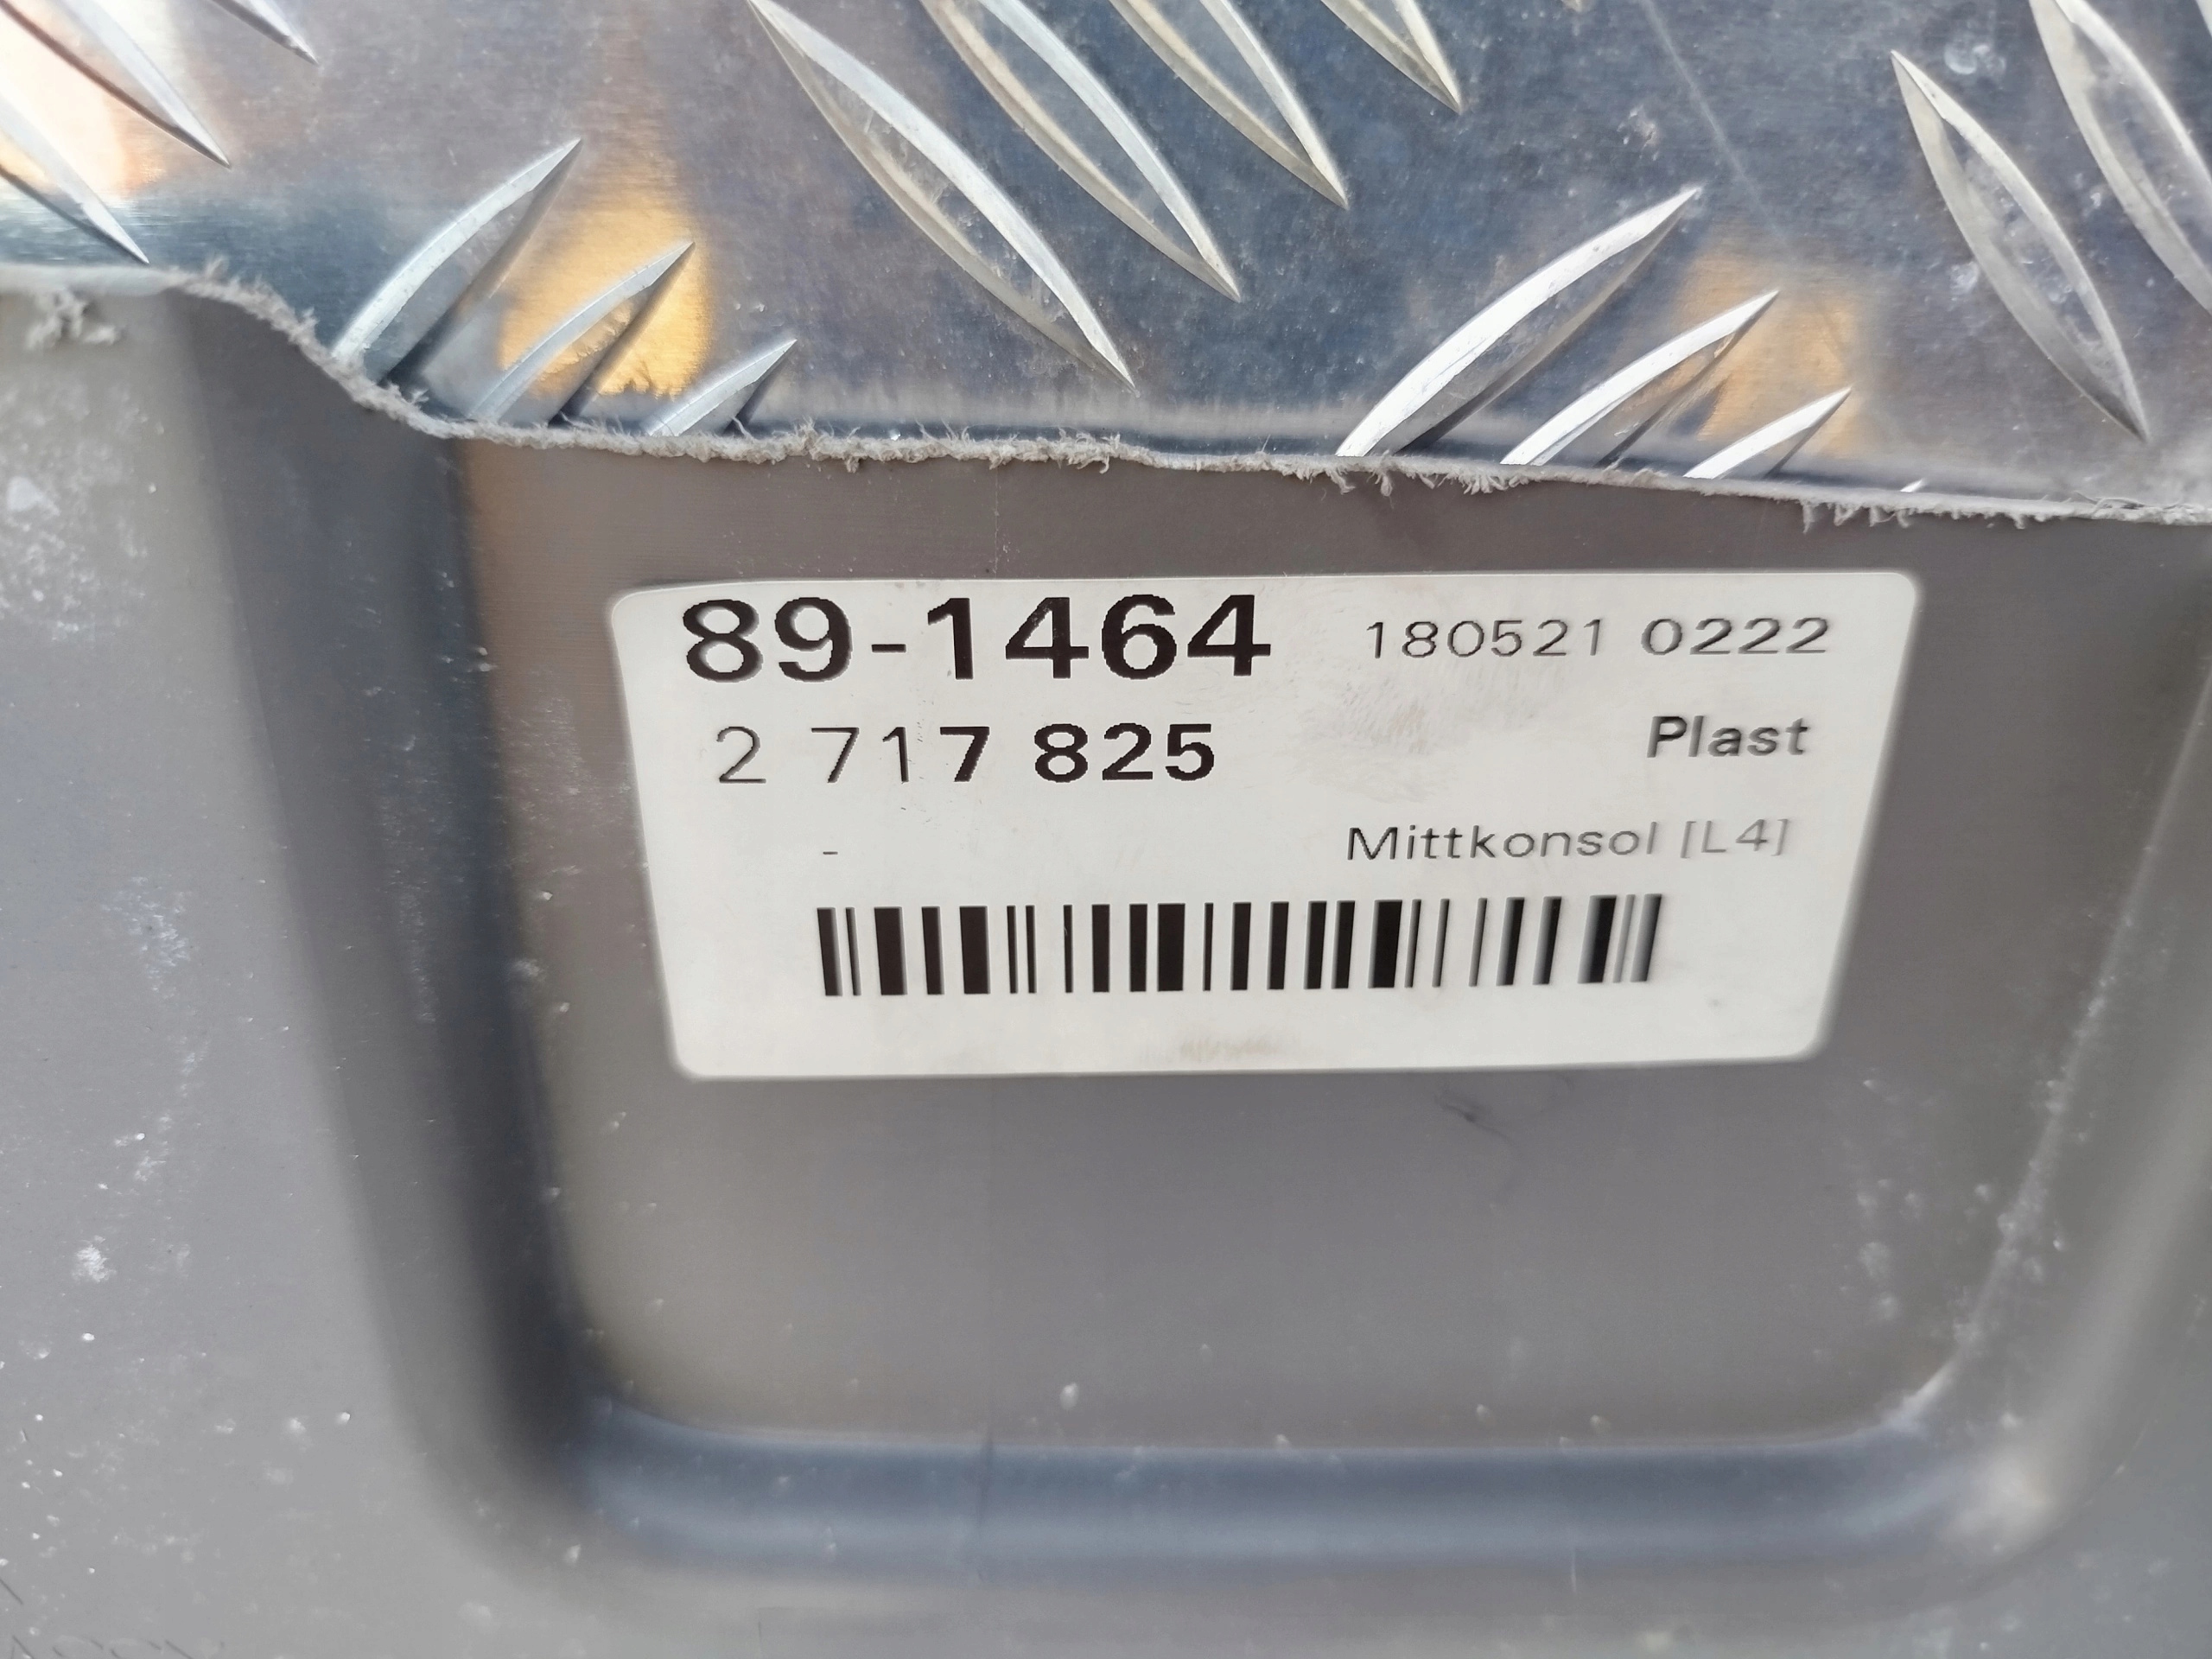 89-1464 180521 0222
2 717 825 Plast
- Mittkonsol [L4]